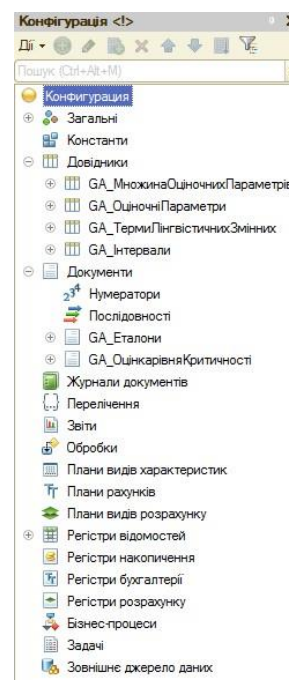 Конфігурація <!>
Дії
Пошук (Ctrl+Alt+M)
Конфигурация
Загальні
Константи
Довідники
GA_МножинаОціночнихПараметрів
GA_ОціночніПараметри
GA_ТермиЛінгвістичнихЗмінних
GA_Інтервали
Документи
Нумератори
Послідовності
GA_Еталони
GA_ОцінкарівняКритичності
Журнали документів
Перелічення
Звіти
Обробки
Плани видів характеристик
Плани рахунків
Плани видів розрахунку
Регістри відомостей
Регістри накопичення
Регістри бухгалтерії
Регістри розрахунку
Бізнес-процеси
Задачі
Зовнішнє джерело даних